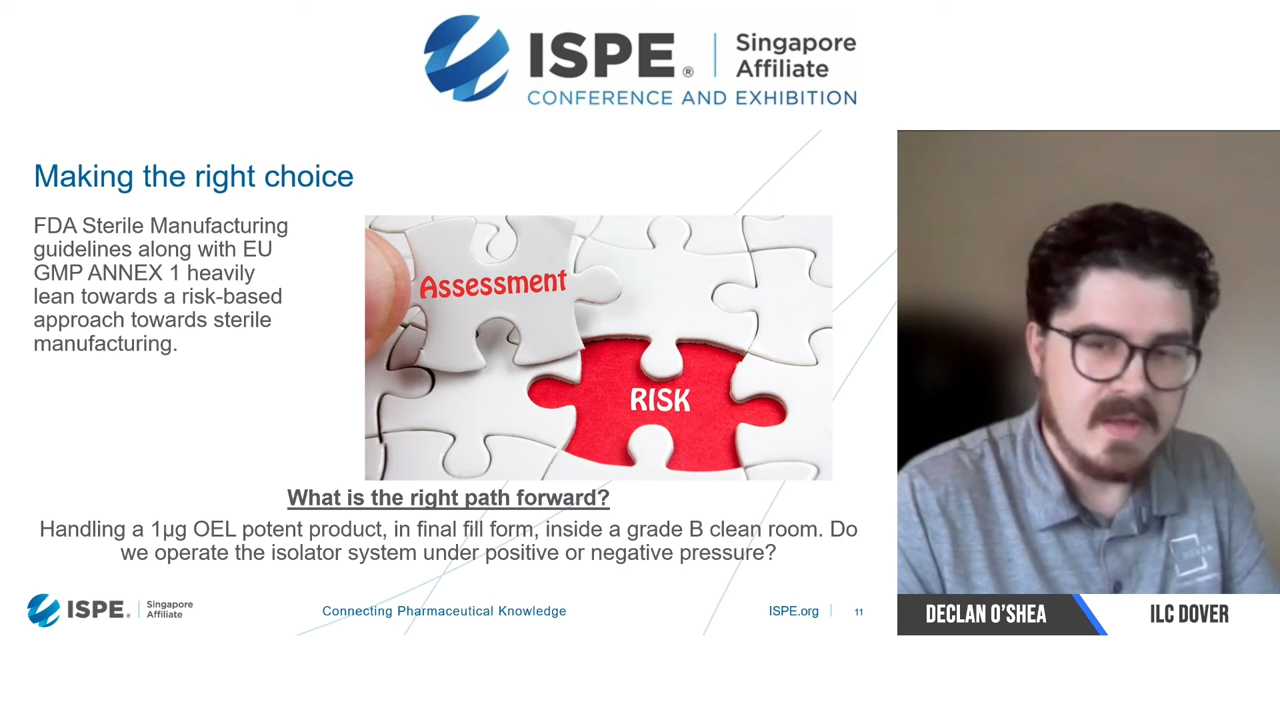 ISPE® | Singapore
Affiliate
CONFERENCE AND EXHIBITION
Making the right choice
FDA Sterile Manufacturing
guidelines along with EU
GMP ANNEX 1 heavily
lean towards a risk-based
approach towards sterile
manufacturing.
Assessment
RISK
What is the right path forward?
Handling a 1µg OEL potent product, in final fill form, inside a grade B clean room. Do
we operate the isolator system under positive or negative pressure?
ISPE® | Singapore
Affiliate
Connecting Pharmaceutical Knowledge
ISPE.org | 11
DECLAN O'SHEA
ILC DOVER